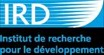 IRD
Institut de recherche
pour le développement